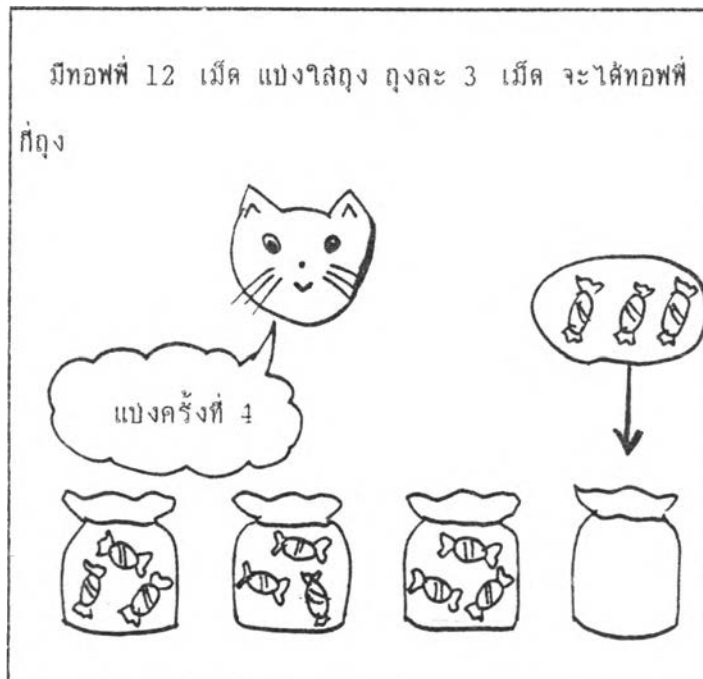 มีทอฟฟี่ 12 เม็ด แบ่งใส่ถุง ถุงละ 3 เม็ด จะได้ทอฟฟี่
กี่ถุง
แบ่งครั้งที่ 4